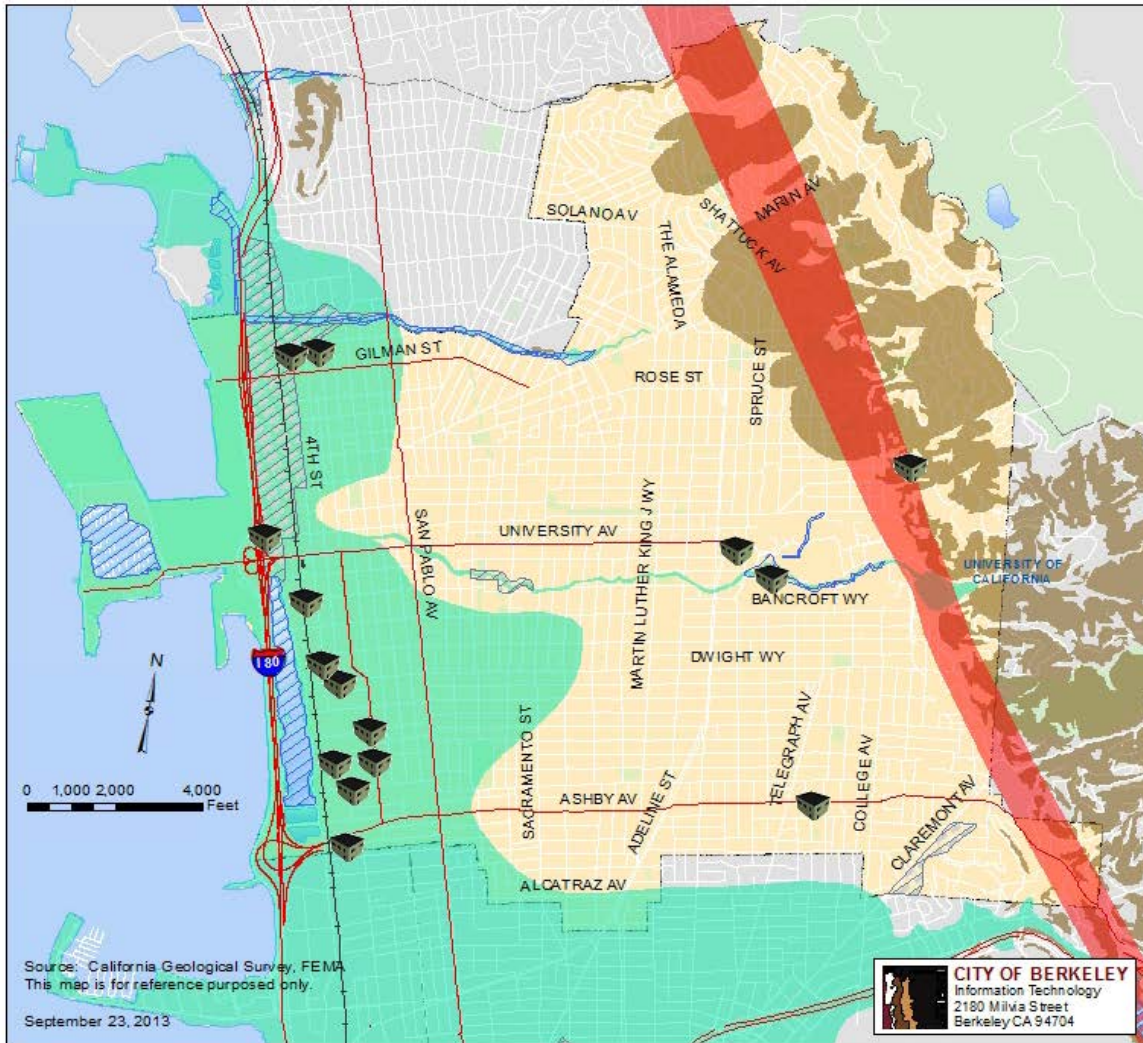 SOLANO AV
THE ALAMEDA
SHATTUCK AV
MARIN AV
GILMAN ST
ROSE ST
SPRUCE ST
4TH ST
SAN PABLO AV
UNIVERSITY AV
MARTIN LUTHER KING J WY
UNIVERSITY OF
CALIFORNIA
BANCROFT WY
DWIGHT WY
I 80
N
0 1,000 2,000 4,000
Feet
SACRAMENTO ST
ASHBY AV
ADELINE ST
TELEGRAPH AV
COLLEGE AV
CLAREMONT AV
ALCATRAZ AV
Source: California Geological Survey, FEMA
This map is for reference purposed only.
September 23, 2013
CITY OF BERKELEY
Information Technology
2180 Milvia Street
Berkeley CA 94704